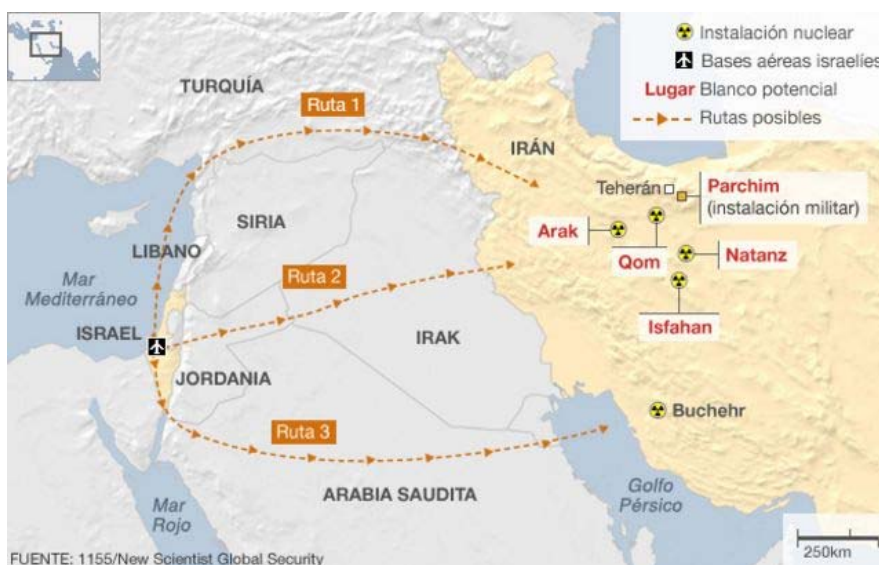 Instalación nuclear
Bases aéreas israelíes
Lugar Blanco potencial
Rutas posibles
TURQUÍA
Ruta 1
IRÁN
Teherán
Parchim
(instalación militar)
SIRIA
Arak
LIBANO
Qom
Natanz
Mar
Mediterráneo
Ruta 2
Isfahan
ISRAEL
IRAK
JORDANIA
Buchehr
Ruta 3
ARABIA SAUDITA
Golfo
Pérsico
Mar
Rojo
250km
FUENTE: 1155/New Scientist Global Security